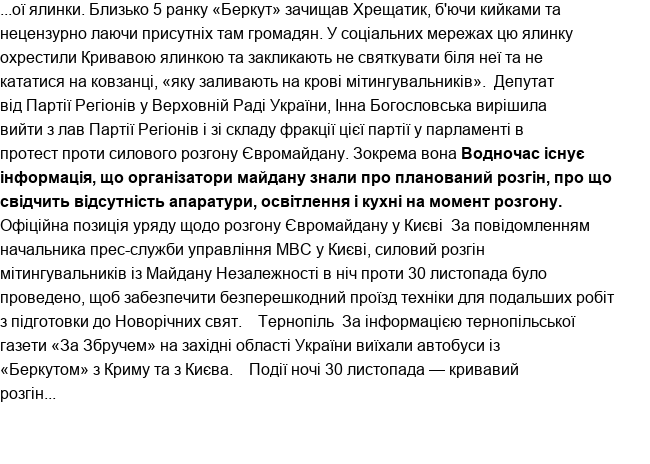 ...ої ялинки. Близько 5 ранку «Беркут» зачищав Хрещатик, б'ючи кийками та
нецензурно лаючи присутніх там громадян. У соціальних мережах цю ялинку
охрестили Кривавою ялинкою та закликають не святкувати біля неї та не
кататися на ковзанці, «яку заливають на крові мітингувальників».  Депутат
від Партії Регіонів у Верховній Раді України, Інна Богословська вирішила
вийти з лав Партії Регіонів і зі складу фракції цієї партії у парламенті в
протест проти силового розгону Євромайдану. Зокрема вона Водночас існує
інформація, що організатори майдану знали про планований розгін, про що
свідчить відсутність апаратури, освітлення і кухні на момент розгону.
Офіційна позиція уряду щодо розгону Євромайдану у Києві  За повідомленням
начальника прес-служби управління МВС у Києві, силовий розгін
мітингувальників із Майдану Незалежності в ніч проти 30 листопада було
проведено, щоб забезпечити безперешкодний проїзд техніки для подальших робіт
з підготовки до Новорічних свят.    Тернопіль  За інформацією тернопільської
газети «За Збручем» на західні області України виїхали автобуси із
«Беркутом» з Криму та з Києва.    Події ночі 30 листопада — кривавий
розгін...